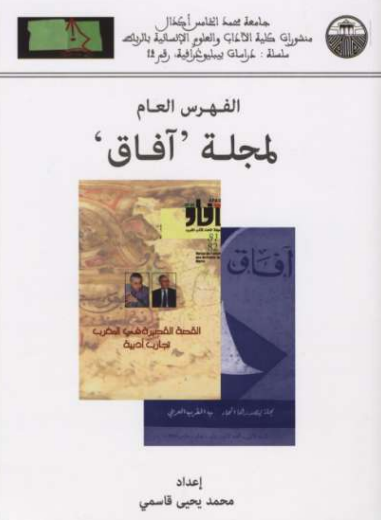 جامعة محمد الخامس أكدال
منشورات كلية الآداب والعلوم الإنسانية بالرباط
سلسلة : دراسات بيبليوغرافية، رقم 12
الفهرس العام
لمجلة ’آفاق‘
آفاق
القصة القصيرة في المغرب
تجارب أدبية
آفاق
إعداد
محمد يحيى قاسمي